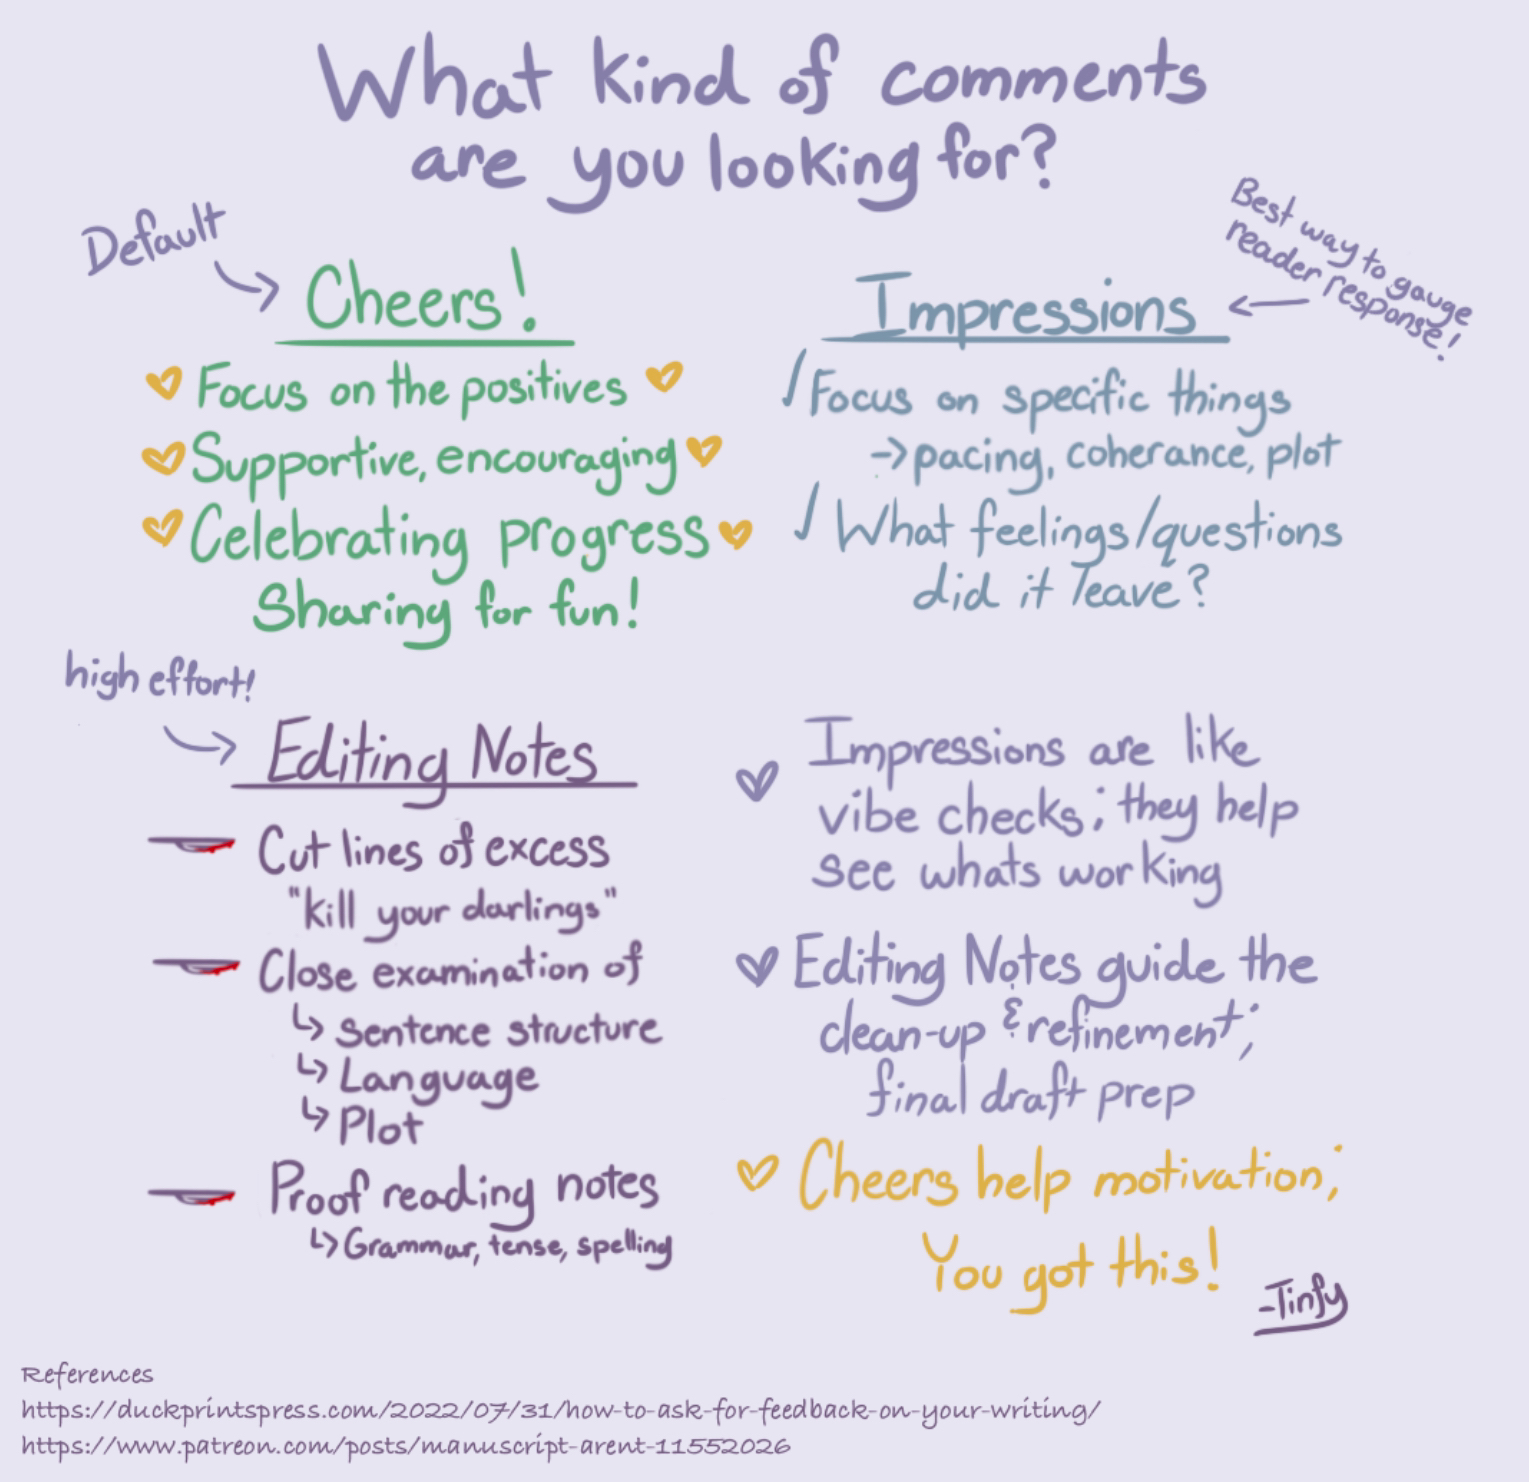 What kind of comments
are you looking for?
Default
Cheers!
Focus on the positives
Supportive, encouraging
Celebrating progress
Sharing for fun!
Best way to gauge
reader response!
Impressions
Focus on specific things
→ pacing, coherance, plot
What feelings/questions
did it leave?
high effort!
Editing Notes
Cut lines of excess
"kill your darlings"
Close examination of
↳ Sentence structure
↳ Language
↳ Plot
Proof reading notes
↳ Grammar, tense, spelling
Impressions are like
vibe checks; they help
see whats working
Editing Notes guide the
clean-up & refinement;
final draft prep
Cheers help motivation;
You got this!
-Tinfy
References
https://duckprintspress.com/2022/07/31/how-to-ask-for-feedback-on-your-writing/
https://www.patreon.com/posts/manuscript-arent-11552026